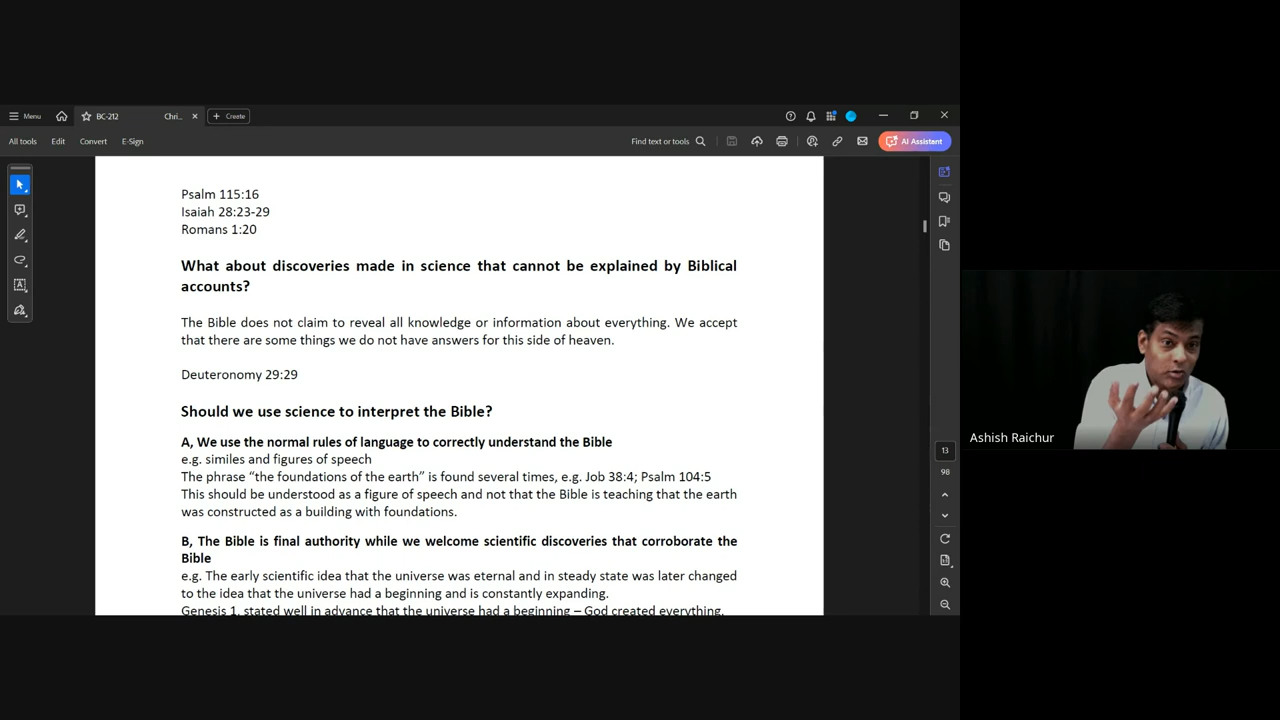 Menu
BC-212
Chri...
Create
All tools
Edit
Convert
E-Sign
Find text or tools
AI Assistant
Psalm 115:16
Isaiah 28:23-29
Romans 1:20
What about discoveries made in science that cannot be explained by Biblical
accounts?
The Bible does not claim to reveal all knowledge or information about everything. We accept
that there are some things we do not have answers for this side of heaven.
Deuteronomy 29:29
Should we use science to interpret the Bible?
A, We use the normal rules of language to correctly understand the Bible
e.g. similes and figures of speech
The phrase “the foundations of the earth” is found several times, e.g. Job 38:4; Psalm 104:5
This should be understood as a figure of speech and not that the Bible is teaching that the earth
was constructed as a building with foundations.
B, The Bible is final authority while we welcome scientific discoveries that corroborate the
Bible
e.g. The early scientific idea that the universe was eternal and in steady state was later changed
to the idea that the universe had a beginning and is constantly expanding.
Genesis 1, stated well in advance that the universe had a beginning – God created everything.
13
98
Ashish Raichur